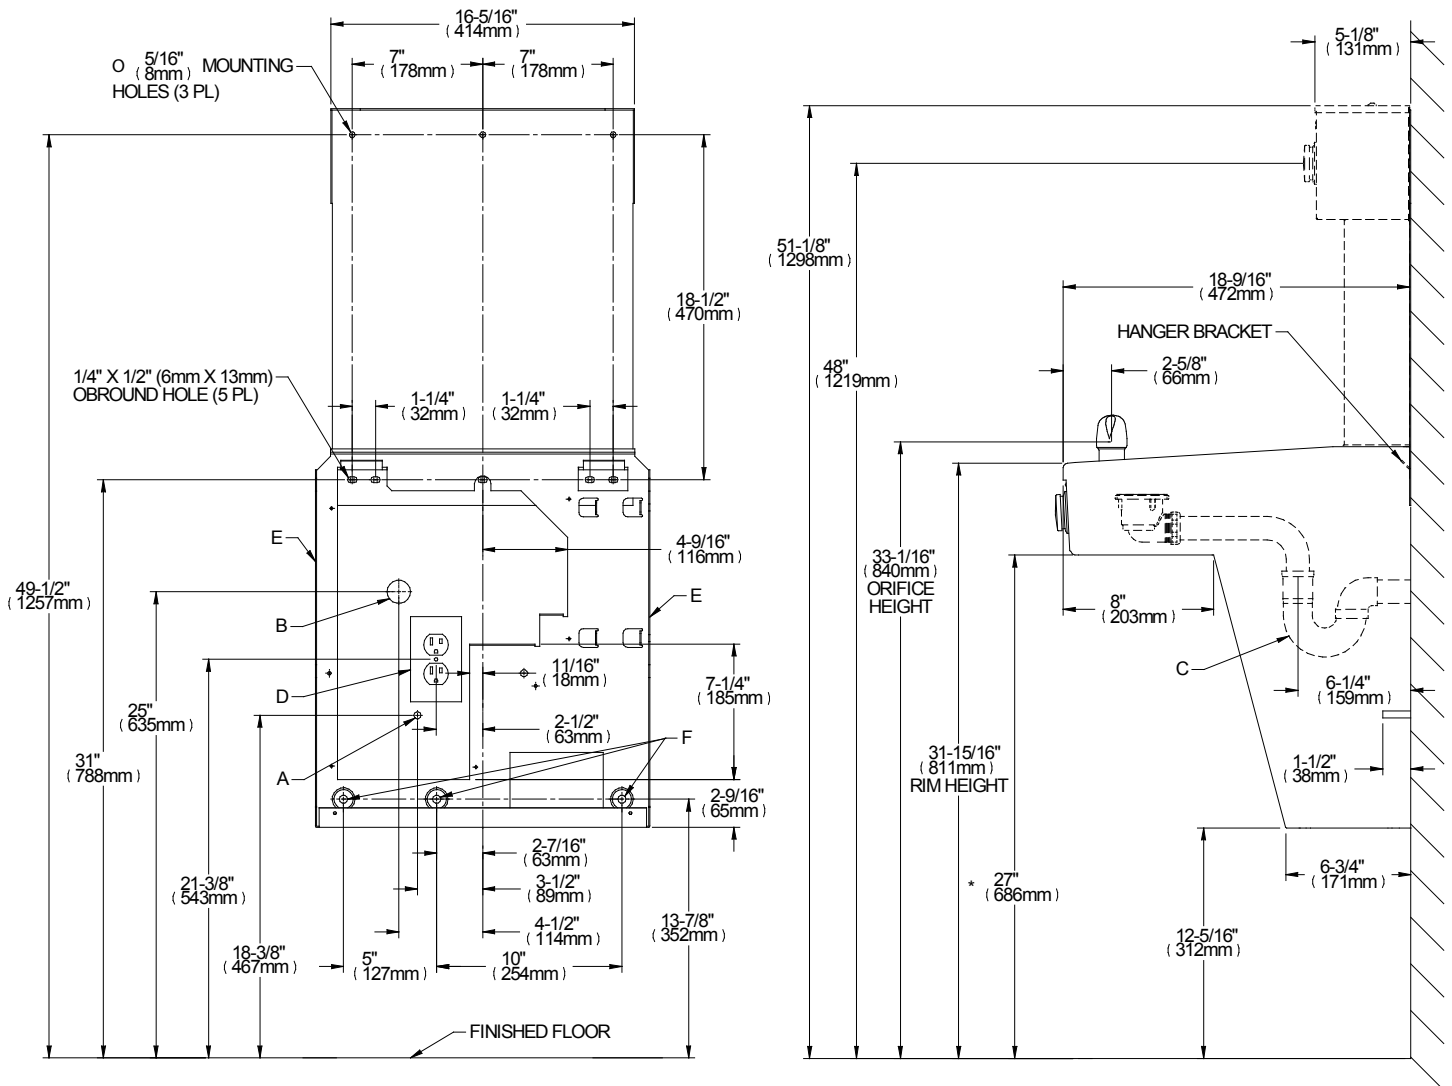 16-5/16"
(414mm)
5-1/8"
(131mm)
O 5/16" MOUNTING
(8mm)
HOLES (3 PL)
7"
(178mm)
7"
(178mm)
51-1/8"
(1298mm)
18-9/16"
(472mm)
18-1/2"
(470mm)
HANGER BRACKET
48"
(1219mm)
2-5/8"
(66mm)
1/4" X 1/2" (6mm X 13mm)
OBROUND HOLE (5 PL)
1-1/4"
(32mm)
1-1/4"
(32mm)
E
4-9/16"
(116mm)
49-1/2"
(1257mm)
E
33-1/16"
(840mm)
ORIFICE
HEIGHT
8"
(203mm)
B
11/16"
(18mm)
7-1/4"
(185mm)
C
D
6-1/4"
(159mm)
25"
(635mm)
2-1/2"
(63mm)
F
31"
(788mm)
A
31-15/16"
(811mm)
RIM HEIGHT
1-1/2"
(38mm)
2-9/16"
(65mm)
2-7/16"
(63mm)
21-3/8"
(543mm)
3-1/2"
(89mm)
* 27"
(686mm)
6-3/4"
(171mm)
4-1/2"
(114mm)
13-7/8"
(352mm)
12-5/16"
(312mm)
18-3/8"
(467mm)
5"
(127mm)
10"
(254mm)
FINISHED FLOOR